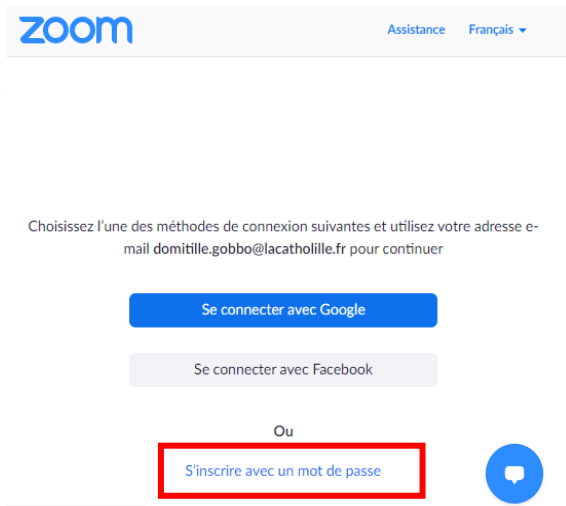 zoom
Assistance Français
Choisissez l'une des méthodes de connexion suivantes et utilisez votre adresse e-
mail domitille.gobbo@lacatholille.fr pour continuer
Se connecter avec Google
Se connecter avec Facebook
Ou
S'inscrire avec un mot de passe